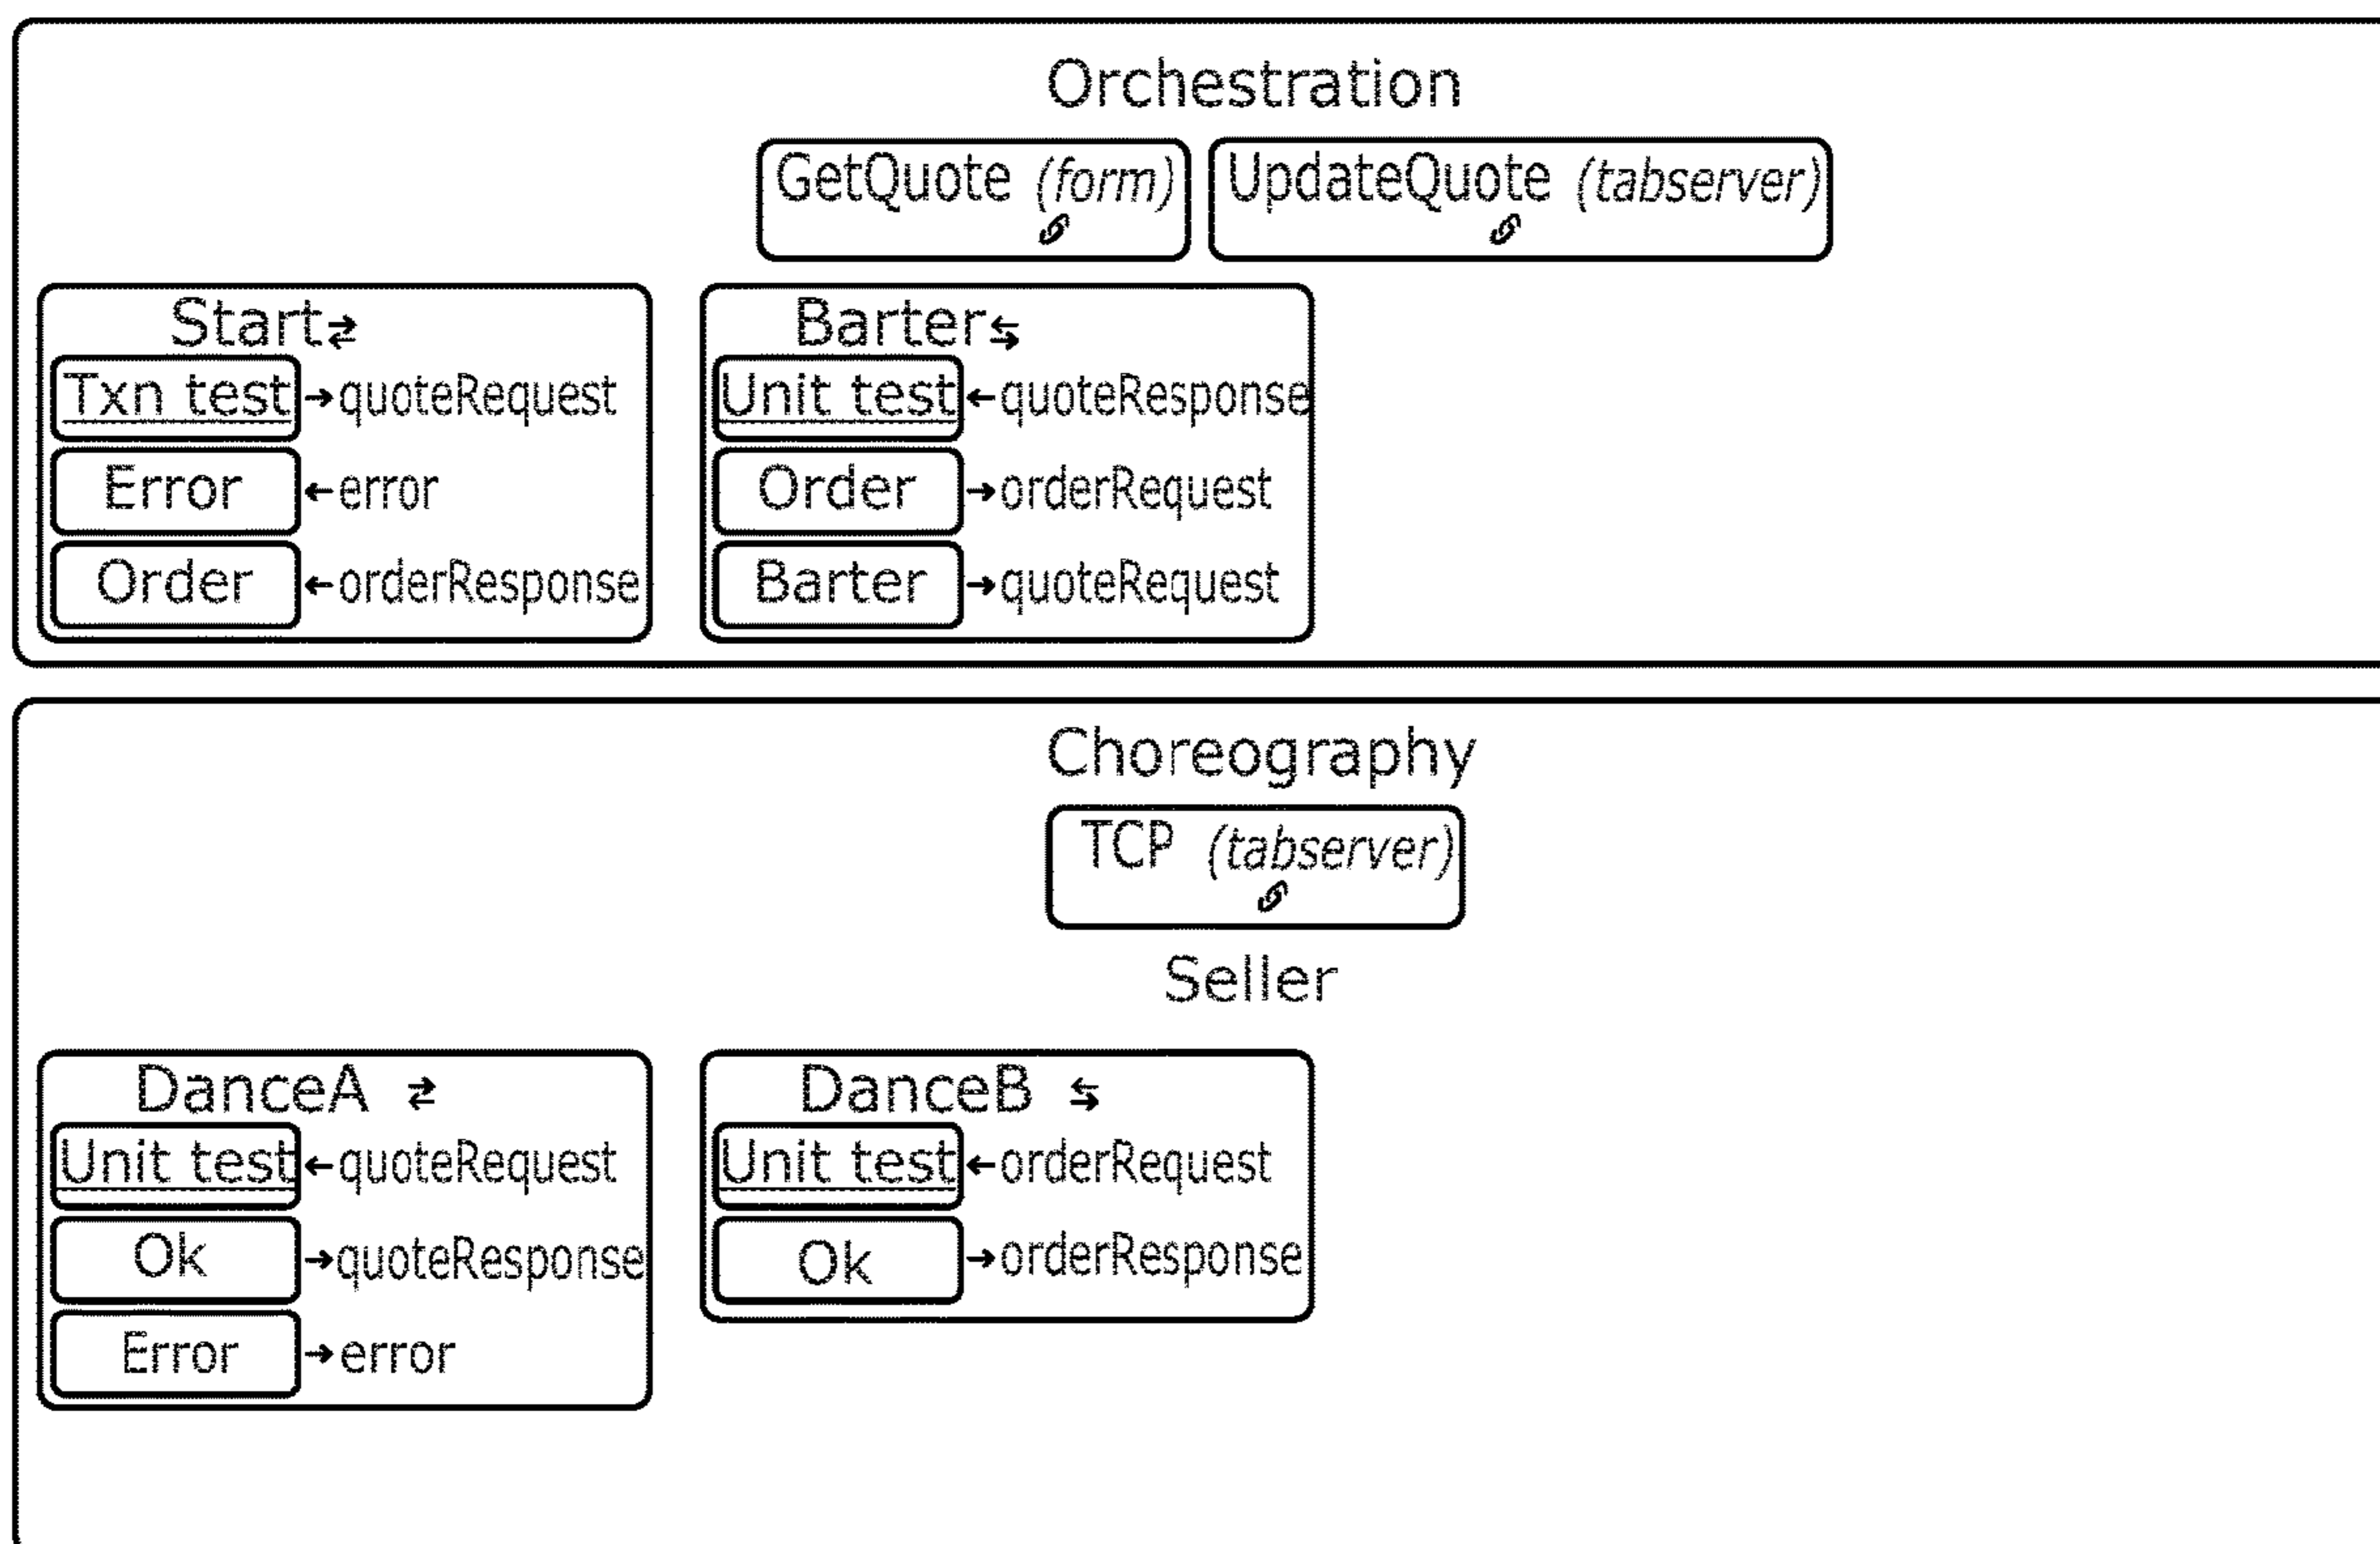 Orchestration
GetQuote (form) UpdateQuote (tabserver)
Start⇄
Txn test →quoteRequest
Error ←error
Order ←orderResponse
Barter⇆
Unit test ←quoteResponse
Order →orderRequest
Barter →quoteRequest
Choreography
TCP (tabserver)
Seller
DanceA ⇄
Unit test ←quoteRequest
Ok →quoteResponse
Error →error
DanceB ⇆
Unit test ←orderRequest
Ok →orderResponse